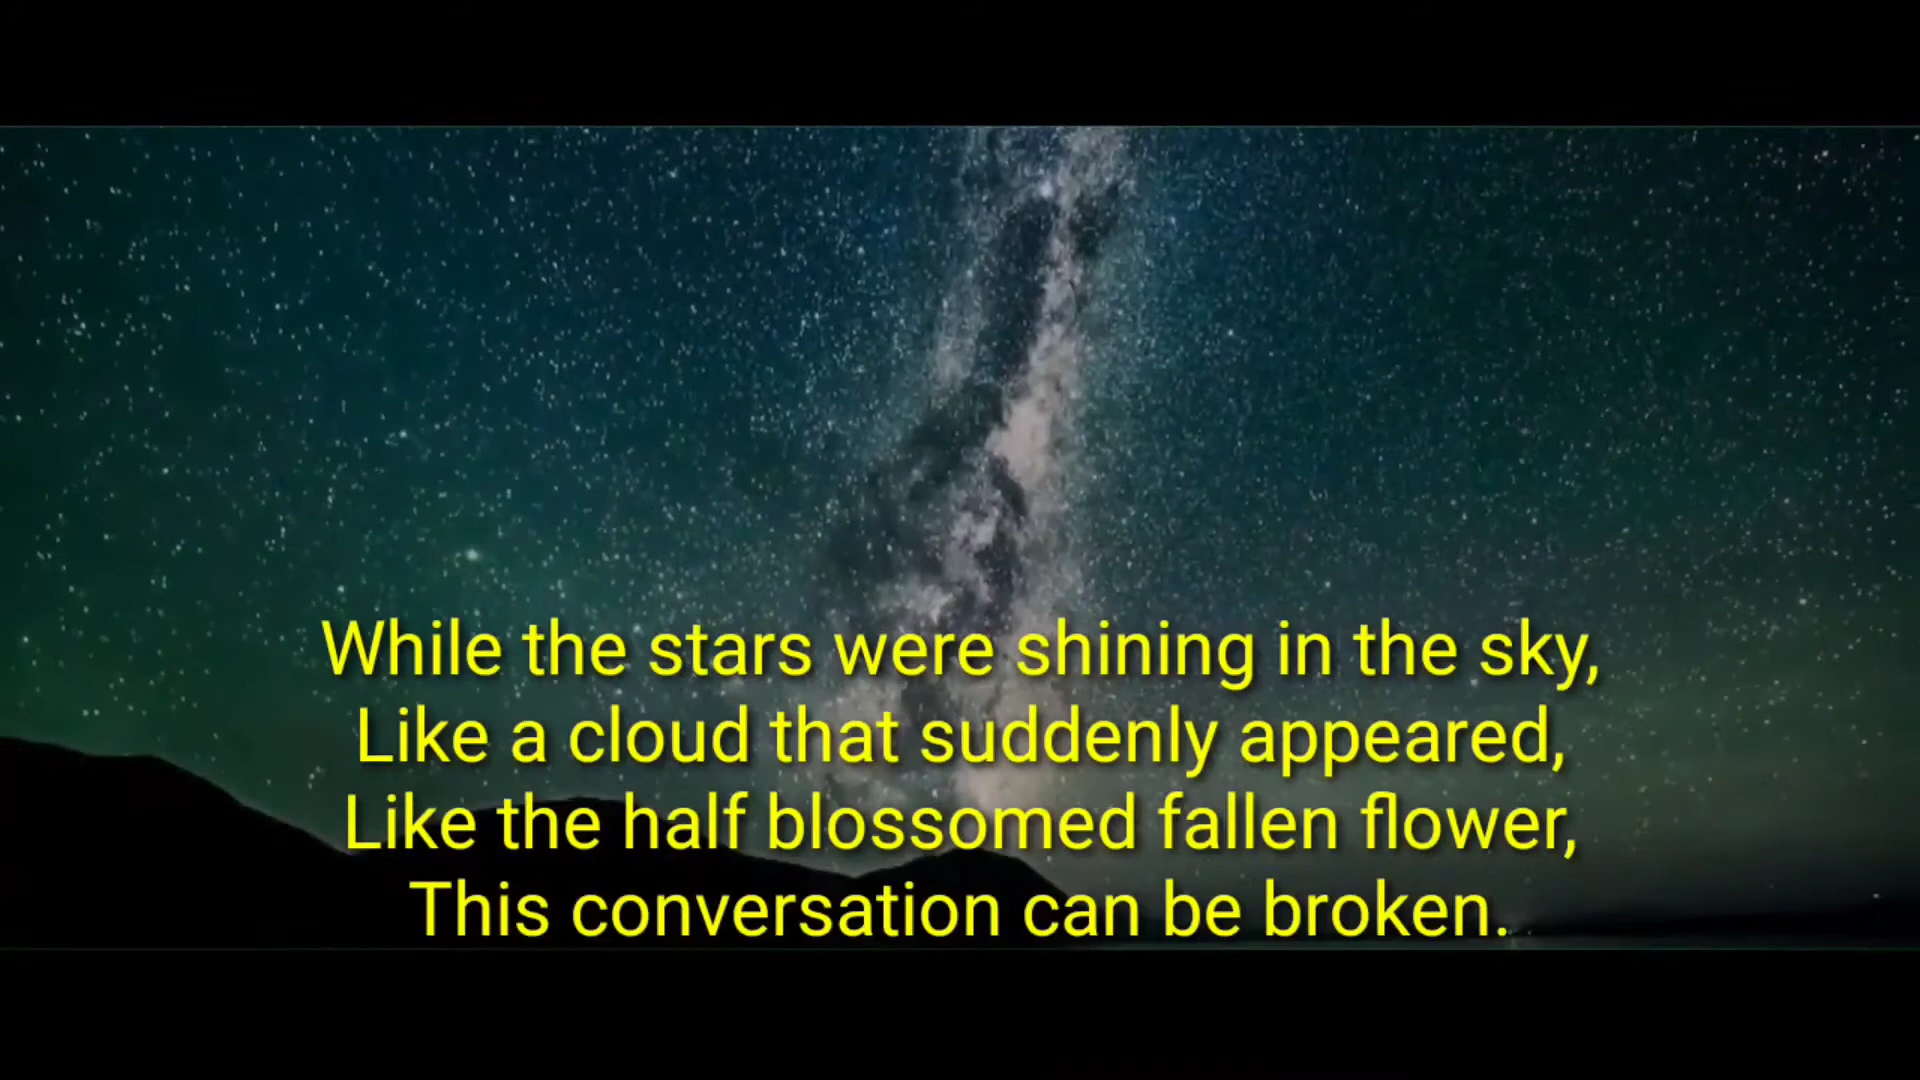 While the stars were shining in the sky,
Like a cloud that suddenly appeared,
Like the half blossomed fallen flower,
This conversation can be broken.